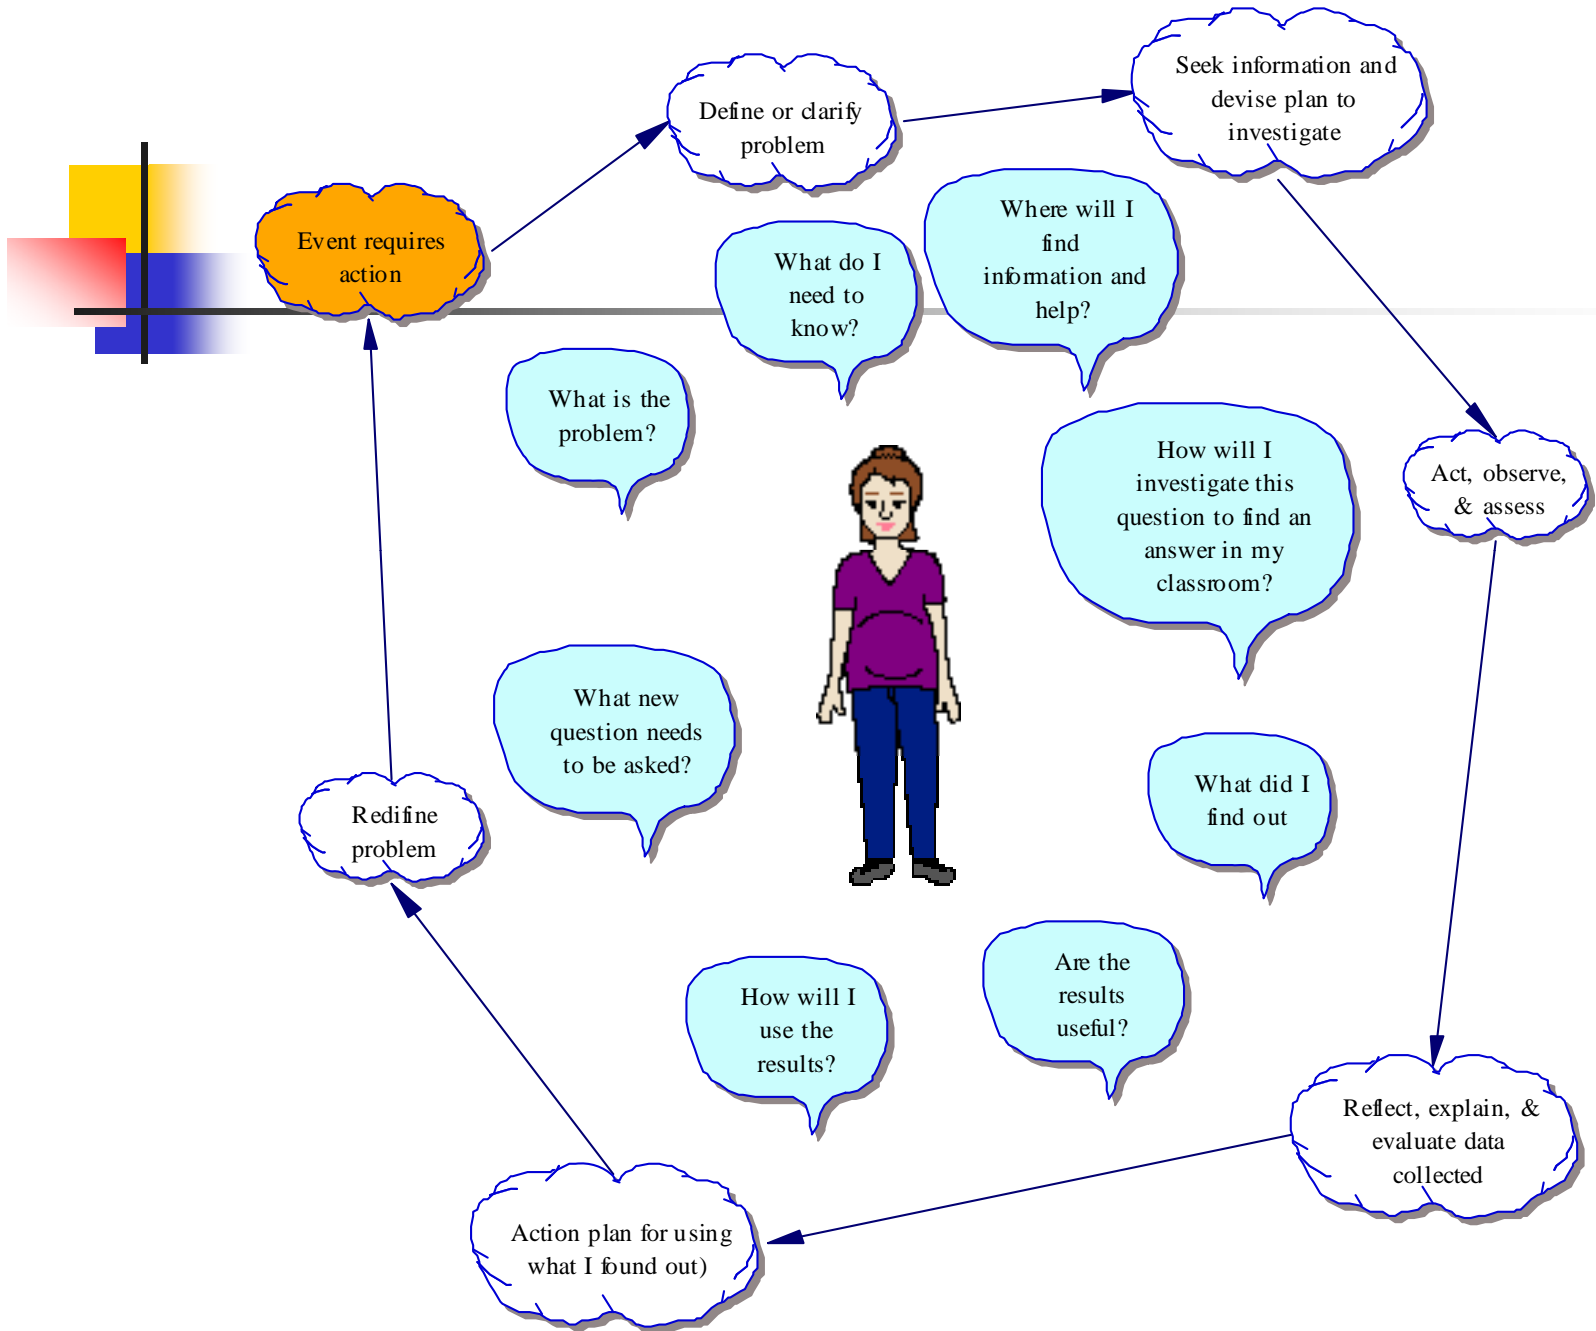 Seek information and
devise plan to
investigate
Define or clarify
problem
Event requires
action
Where will I
find
information and
help?
What do I
need to
know?
What is the
problem?
How will I
investigate this
question to find an
answer in my
classroom?
Act, observe,
& assess
What new
question needs
to be asked?
What did I
find out
Redifine
problem
Are the
results
useful?
How will I
use the
results?
Reflect, explain, &
evaluate data
collected
Action plan for using
what I found out)